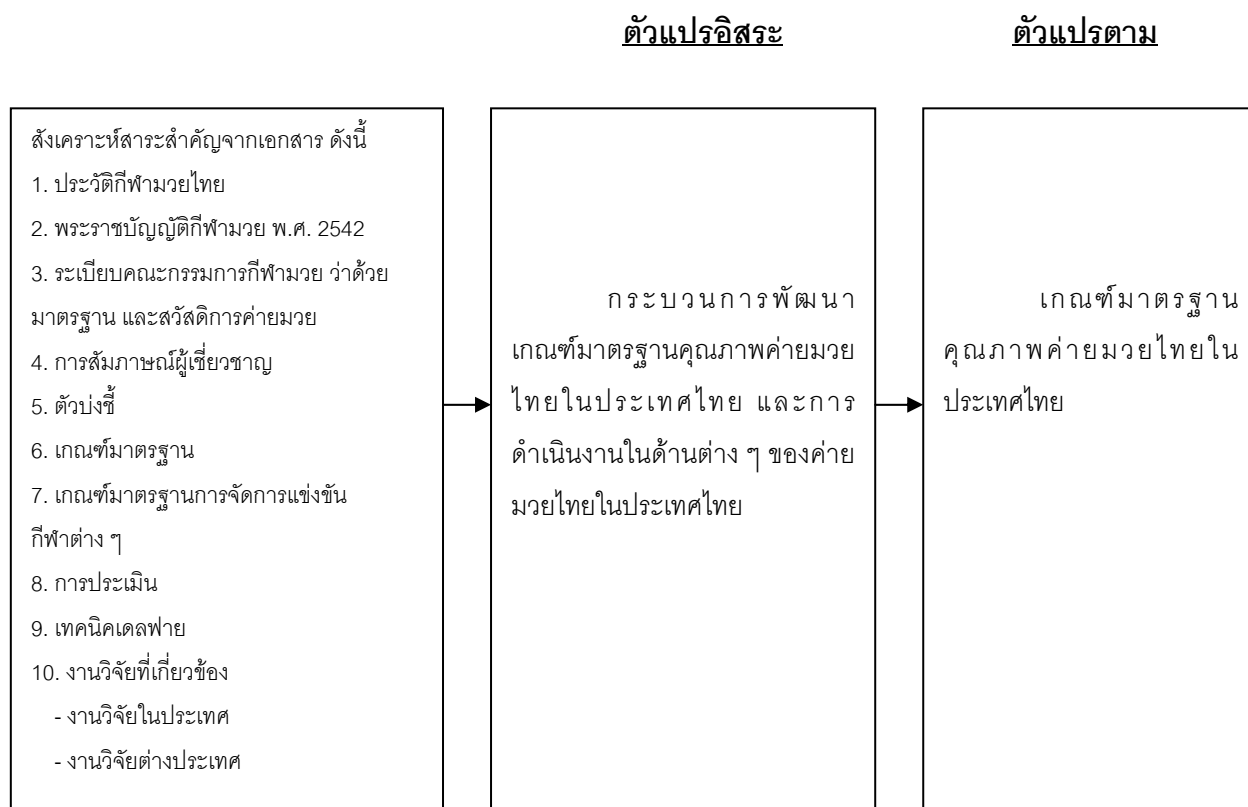 ตัวแปรอิสระ
ตัวแปรตาม
สังเคราะห์สาระสำคัญจากเอกสาร ดังนี้
1. ประวัติกีฬามวยไทย
2. พระราชบัญญัติกีฬามวย พ.ศ. 2542
3. ระเบียบคณะกรรมการกีฬามวย ว่าด้วย
มาตรฐาน และสวัสดิการค่ายมวย
4. การสัมภาษณ์ผู้เชี่ยวชาญ
5. ตัวบ่งชี้
6. เกณฑ์มาตรฐาน
7. เกณฑ์มาตรฐานการจัดการแข่งขัน
กีฬาต่าง ๆ
8. การประเมิน
9. เทคนิคเดลฟาย
10. งานวิจัยที่เกี่ยวข้อง
- งานวิจัยในประเทศ
- งานวิจัยต่างประเทศ
กระบวนการพัฒนา
เกณฑ์มาตรฐานคุณภาพค่ายมวย
ไทยในประเทศไทย และการ
ดำเนินงานในด้านต่าง ๆ ของค่าย
มวยไทยในประเทศไทย
เกณฑ์มาตรฐาน
คุณภาพค่ายมวยไทยใน
ประเทศไทย